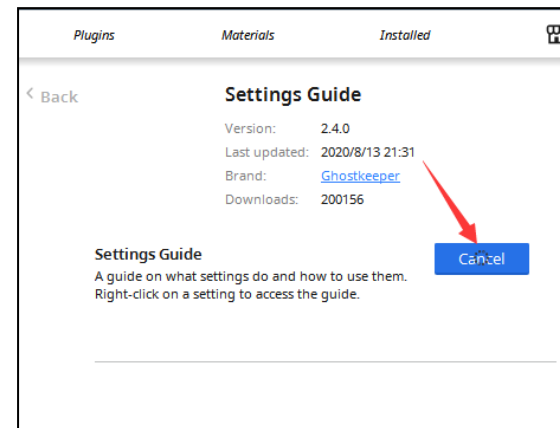 Plugins Materials Installed
< Back
Settings Guide
Version: 2.4.0
Last updated: 2020/8/13 21:31
Brand: Ghostkeeper
Downloads: 200156
Settings Guide
Cancel
A guide on what settings do and how to use them.
Right-click on a setting to access the guide.